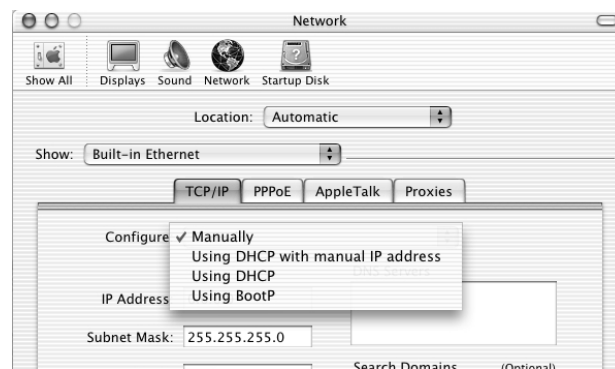 Network
Show All Displays Sound Network Startup Disk
Location: Automatic
Show: Built-in Ethernet
TCP/IP PPPoE AppleTalk Proxies
Configure ✓ Manually
Using DHCP with manual IP address
Using DHCP
Using BootP
DNS Servers
IP Address
Subnet Mask: 255.255.255.0
Search Domains (Optional)